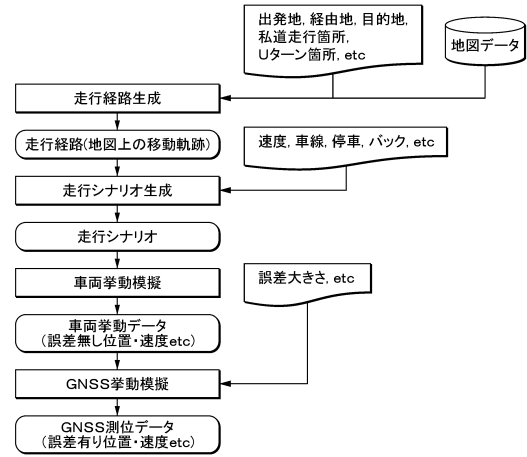 出発地, 経由地, 目的地,
私道走行箇所,
Uターン箇所, etc
地図データ
走行経路生成
走行経路(地図上の移動軌跡)
速度, 車線, 停車, バック, etc
走行シナリオ生成
走行シナリオ
車両挙動模擬
誤差大きさ, etc
車両挙動データ
(誤差無し位置・速度etc)
GNSS挙動模擬
GNSS測位データ
(誤差有り位置・速度etc)